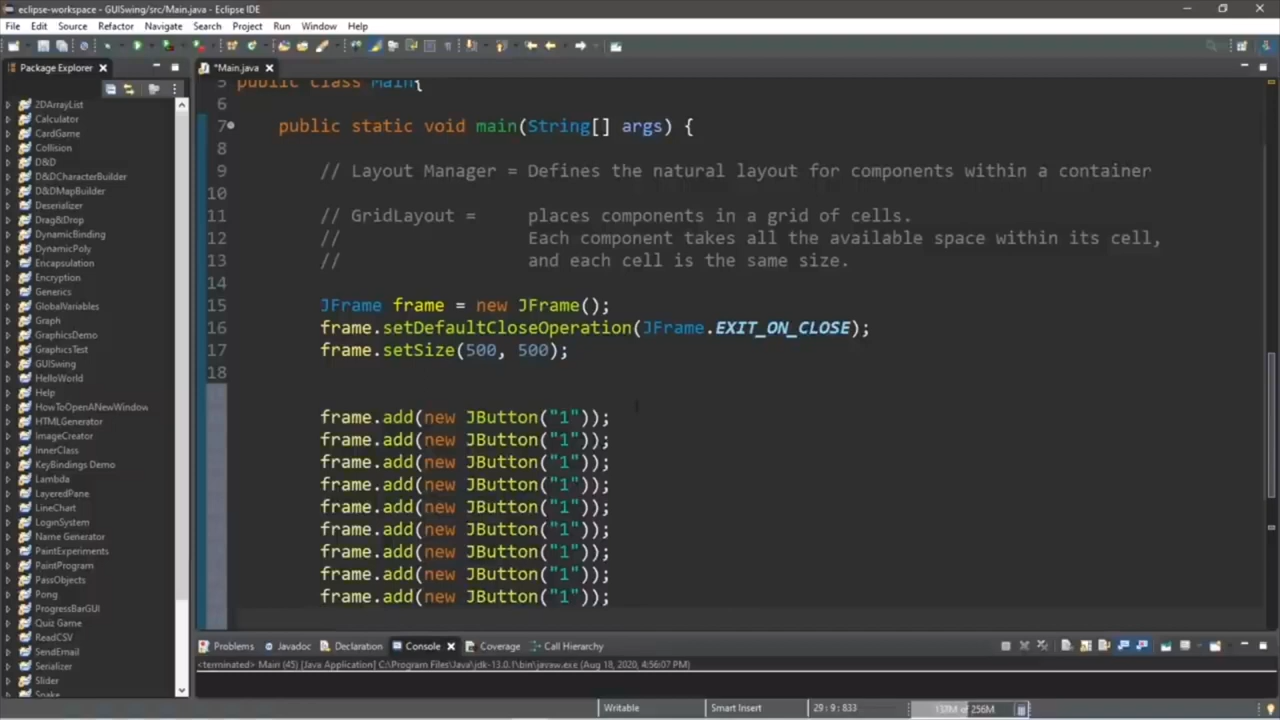 eclipse-workspace - GUISwing/src/Main.java - Eclipse IDE
File Edit Source Refactor Navigate Search Project Run Window Help
Package Explorer
*Main.java
2DArrayList
Calculator
CardGame
Collision
D&D
D&DCharacterBuilder
D&DMapBuilder
Deserializer
Drag&Drop
DynamicBinding
DynamicPoly
Encapsulation
Encryption
Generics
GlobalVariables
Graph
GraphicsDemo
GraphicsTest
GUISwing
HelloWorld
Help
HowToOpenANewWindow
HTMLGenerator
ImageCreator
InnerClass
KeyBindings Demo
Lambda
LayeredPane
LineChart
LoginSystem
Name Generator
PaintExperiments
PaintProgram
PassObjects
Pong
ProgressBarGUI
Quiz Game
ReadCSV
SendEmail
Serializer
Slider
Snake
5 public class Main{
6
7 public static void main(String[] args) {
8
9 // Layout Manager = Defines the natural layout for components within a container
10
11 // GridLayout = places components in a grid of cells.
12 // Each component takes all the available space within its cell,
13 // and each cell is the same size.
14
15 JFrame frame = new JFrame();
16 frame.setDefaultCloseOperation(JFrame.EXIT_ON_CLOSE);
17 frame.setSize(500, 500);
18
frame.add(new JButton("1"));
frame.add(new JButton("1"));
frame.add(new JButton("1"));
frame.add(new JButton("1"));
frame.add(new JButton("1"));
frame.add(new JButton("1"));
frame.add(new JButton("1"));
frame.add(new JButton("1"));
frame.add(new JButton("1"));
Problems Javadoc Declaration Console Coverage Call Hierarchy
<terminated> Main (45) [Java Application] C:\Program Files\Java\jdk-13.0.1\bin\javaw.exe (Aug 18, 2020, 4:56:07 PM)
Writable Smart Insert 29 : 9 : 833 137M of 256M